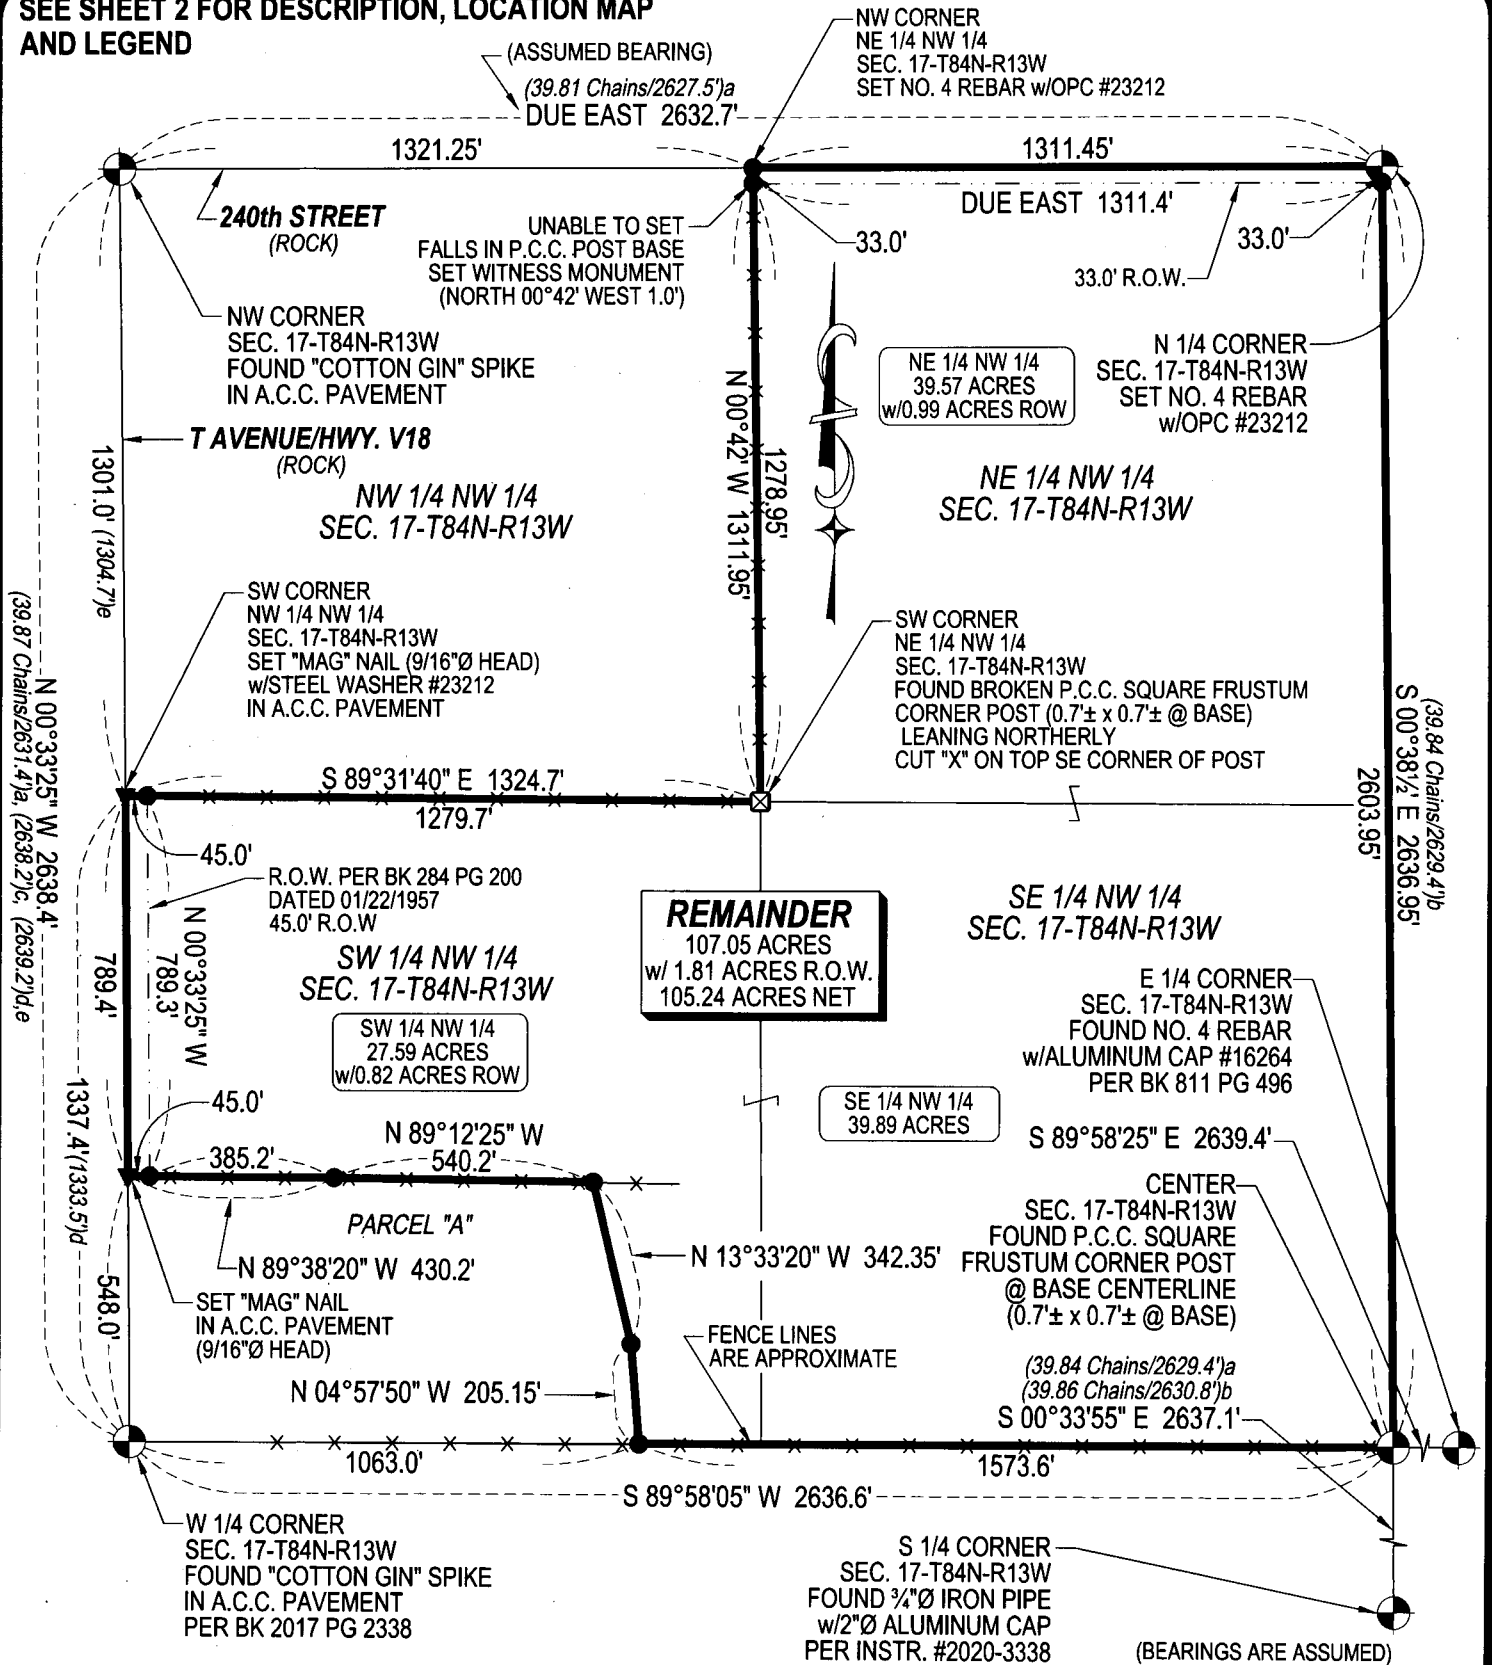 SEE SHEET 2 FOR DESCRIPTION, LOCATION MAP
AND LEGEND
(ASSUMED BEARING)
(39.81 Chains/2627.5')a
DUE EAST 2632.7'
NW CORNER
NE 1/4 NW 1/4
SEC. 17-T84N-R13W
SET NO. 4 REBAR w/OPC #23212
1321.25'
1311.45'
240th STREET
(ROCK)
UNABLE TO SET
FALLS IN P.C.C. POST BASE
SET WITNESS MONUMENT
(NORTH 00°42' WEST 1.0')
33.0'
DUE EAST 1311.4'
33.0'
33.0' R.O.W.
NW CORNER
SEC. 17-T84N-R13W
FOUND "COTTON GIN" SPIKE
IN A.C.C. PAVEMENT
NE 1/4 NW 1/4
39.57 ACRES
w/0.99 ACRES ROW
N 1/4 CORNER
SEC. 17-T84N-R13W
SET NO. 4 REBAR
w/OPC #23212
T AVENUE/HWY. V18
(ROCK)
1301.0' (1304.7')e
NW 1/4 NW 1/4
SEC. 17-T84N-R13W
N 00°42' W 1311.95'
1278.95'
NE 1/4 NW 1/4
SEC. 17-T84N-R13W
SW CORNER
NW 1/4 NW 1/4
SEC. 17-T84N-R13W
SET "MAG" NAIL (9/16"Ø HEAD)
w/STEEL WASHER #23212
IN A.C.C. PAVEMENT
SW CORNER
NE 1/4 NW 1/4
SEC. 17-T84N-R13W
FOUND BROKEN P.C.C. SQUARE FRUSTUM
CORNER POST (0.7'± x 0.7'± @ BASE)
LEANING NORTHERLY
CUT "X" ON TOP SE CORNER OF POST
N 00°33'25" W 2638.4'
(39.87 Chains/2631.4')a, (2638.2')c, (2639.2')d,e
(39.84 Chains/2629.4')b
S 00°38½' E 2636.95'
2603.95'
S 89°31'40" E 1324.7'
1279.7'
45.0'
R.O.W. PER BK 284 PG 200
DATED 01/22/1957
45.0' R.O.W
789.4'
N 00°33'25" W
789.3'
SW 1/4 NW 1/4
SEC. 17-T84N-R13W
SW 1/4 NW 1/4
27.59 ACRES
w/0.82 ACRES ROW
REMAINDER
107.05 ACRES
w/ 1.81 ACRES R.O.W.
105.24 ACRES NET
SE 1/4 NW 1/4
SEC. 17-T84N-R13W
SE 1/4 NW 1/4
39.89 ACRES
E 1/4 CORNER
SEC. 17-T84N-R13W
FOUND NO. 4 REBAR
w/ALUMINUM CAP #16264
PER BK 811 PG 496
S 89°58'25" E 2639.4'
1337.4'(1333.5')d
45.0'
N 89°12'25" W
385.2'
540.2'
PARCEL "A"
N 89°38'20" W 430.2'
548.0'
SET "MAG" NAIL
IN A.C.C. PAVEMENT
(9/16"Ø HEAD)
N 13°33'20" W 342.35'
CENTER
SEC. 17-T84N-R13W
FOUND P.C.C. SQUARE
FRUSTUM CORNER POST
@ BASE CENTERLINE
(0.7'± x 0.7'± @ BASE)
FENCE LINES
ARE APPROXIMATE
N 04°57'50" W 205.15'
(39.84 Chains/2629.4')a
(39.86 Chains/2630.8')b
S 00°33'55" E 2637.1'
1063.0'
1573.6'
S 89°58'05" W 2636.6'
W 1/4 CORNER
SEC. 17-T84N-R13W
FOUND "COTTON GIN" SPIKE
IN A.C.C. PAVEMENT
PER BK 2017 PG 2338
S 1/4 CORNER
SEC. 17-T84N-R13W
FOUND ¾"Ø IRON PIPE
w/2"Ø ALUMINUM CAP
PER INSTR. #2020-3338
(BEARINGS ARE ASSUMED)